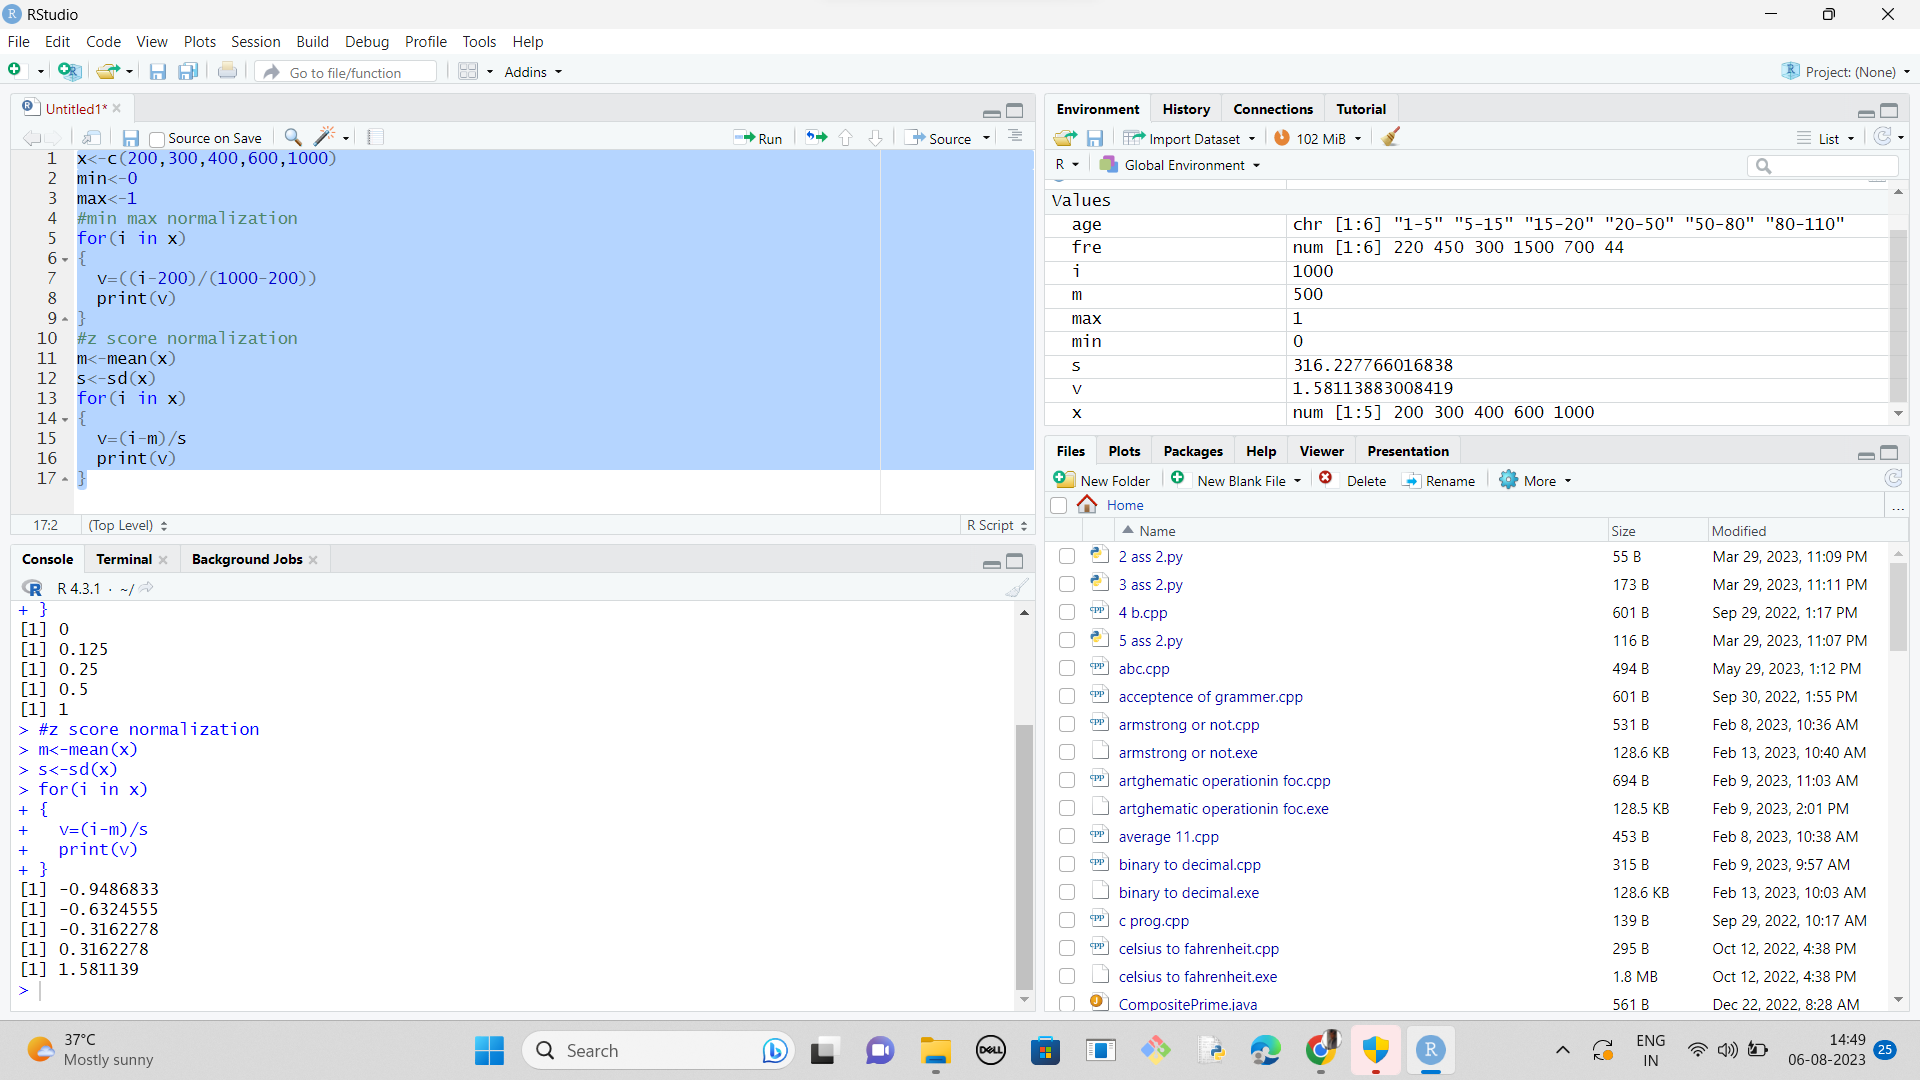 RStudio
File Edit Code View Plots Session Build Debug Profile Tools Help
Go to file/function Addins Project: (None)
Untitled1*
Source on Save Run Source
1 x<-c(200,300,400,600,1000)
2 min<-0
3 max<-1
4 #min max normalization
5 for(i in x)
6 {
7 v=((i-200)/(1000-200))
8 print(v)
9 }
10 #z score normalization
11 m<-mean(x)
12 s<-sd(x)
13 for(i in x)
14 {
15 v=(i-m)/s
16 print(v)
17 }
17:2 (Top Level) R Script
Console Terminal Background Jobs
R 4.3.1 · ~/
+ }
[1] 0
[1] 0.125
[1] 0.25
[1] 0.5
[1] 1
> #z score normalization
> m<-mean(x)
> s<-sd(x)
> for(i in x)
+ {
+ v=(i-m)/s
+ print(v)
+ }
[1] -0.9486833
[1] -0.6324555
[1] -0.3162278
[1] 0.3162278
[1] 1.581139
>
Environment History Connections Tutorial
Import Dataset 102 MiB List
R Global Environment
Values
age chr [1:6] "1-5" "5-15" "15-20" "20-50" "50-80" "80-110"
fre num [1:6] 220 450 300 1500 700 44
i 1000
m 500
max 1
min 0
s 316.227766016838
v 1.58113883008419
x num [1:5] 200 300 400 600 1000
Files Plots Packages Help Viewer Presentation
New Folder New Blank File Delete Rename More
Home ...
Name Size Modified
2 ass 2.py 55 B Mar 29, 2023, 11:09 PM
3 ass 2.py 173 B Mar 29, 2023, 11:11 PM
4 b.cpp 601 B Sep 29, 2022, 1:17 PM
5 ass 2.py 116 B Mar 29, 2023, 11:07 PM
abc.cpp 494 B May 29, 2023, 1:12 PM
acceptence of grammer.cpp 601 B Sep 30, 2022, 1:55 PM
armstrong or not.cpp 531 B Feb 8, 2023, 10:36 AM
armstrong or not.exe 128.6 KB Feb 13, 2023, 10:40 AM
artghematic operationin foc.cpp 694 B Feb 9, 2023, 11:03 AM
artghematic operationin foc.exe 128.5 KB Feb 9, 2023, 2:01 PM
average 11.cpp 453 B Feb 8, 2023, 10:38 AM
binary to decimal.cpp 315 B Feb 9, 2023, 9:57 AM
binary to decimal.exe 128.6 KB Feb 13, 2023, 10:03 AM
c prog.cpp 139 B Sep 29, 2022, 10:17 AM
celsius to fahrenheit.cpp 295 B Oct 12, 2022, 4:38 PM
celsius to fahrenheit.exe 1.8 MB Oct 12, 2022, 4:38 PM
CompositePrime.java 561 B Dec 22, 2022, 8:28 AM
37°C
Mostly sunny
Search
DELL
ENG
IN
14:49
06-08-2023
25